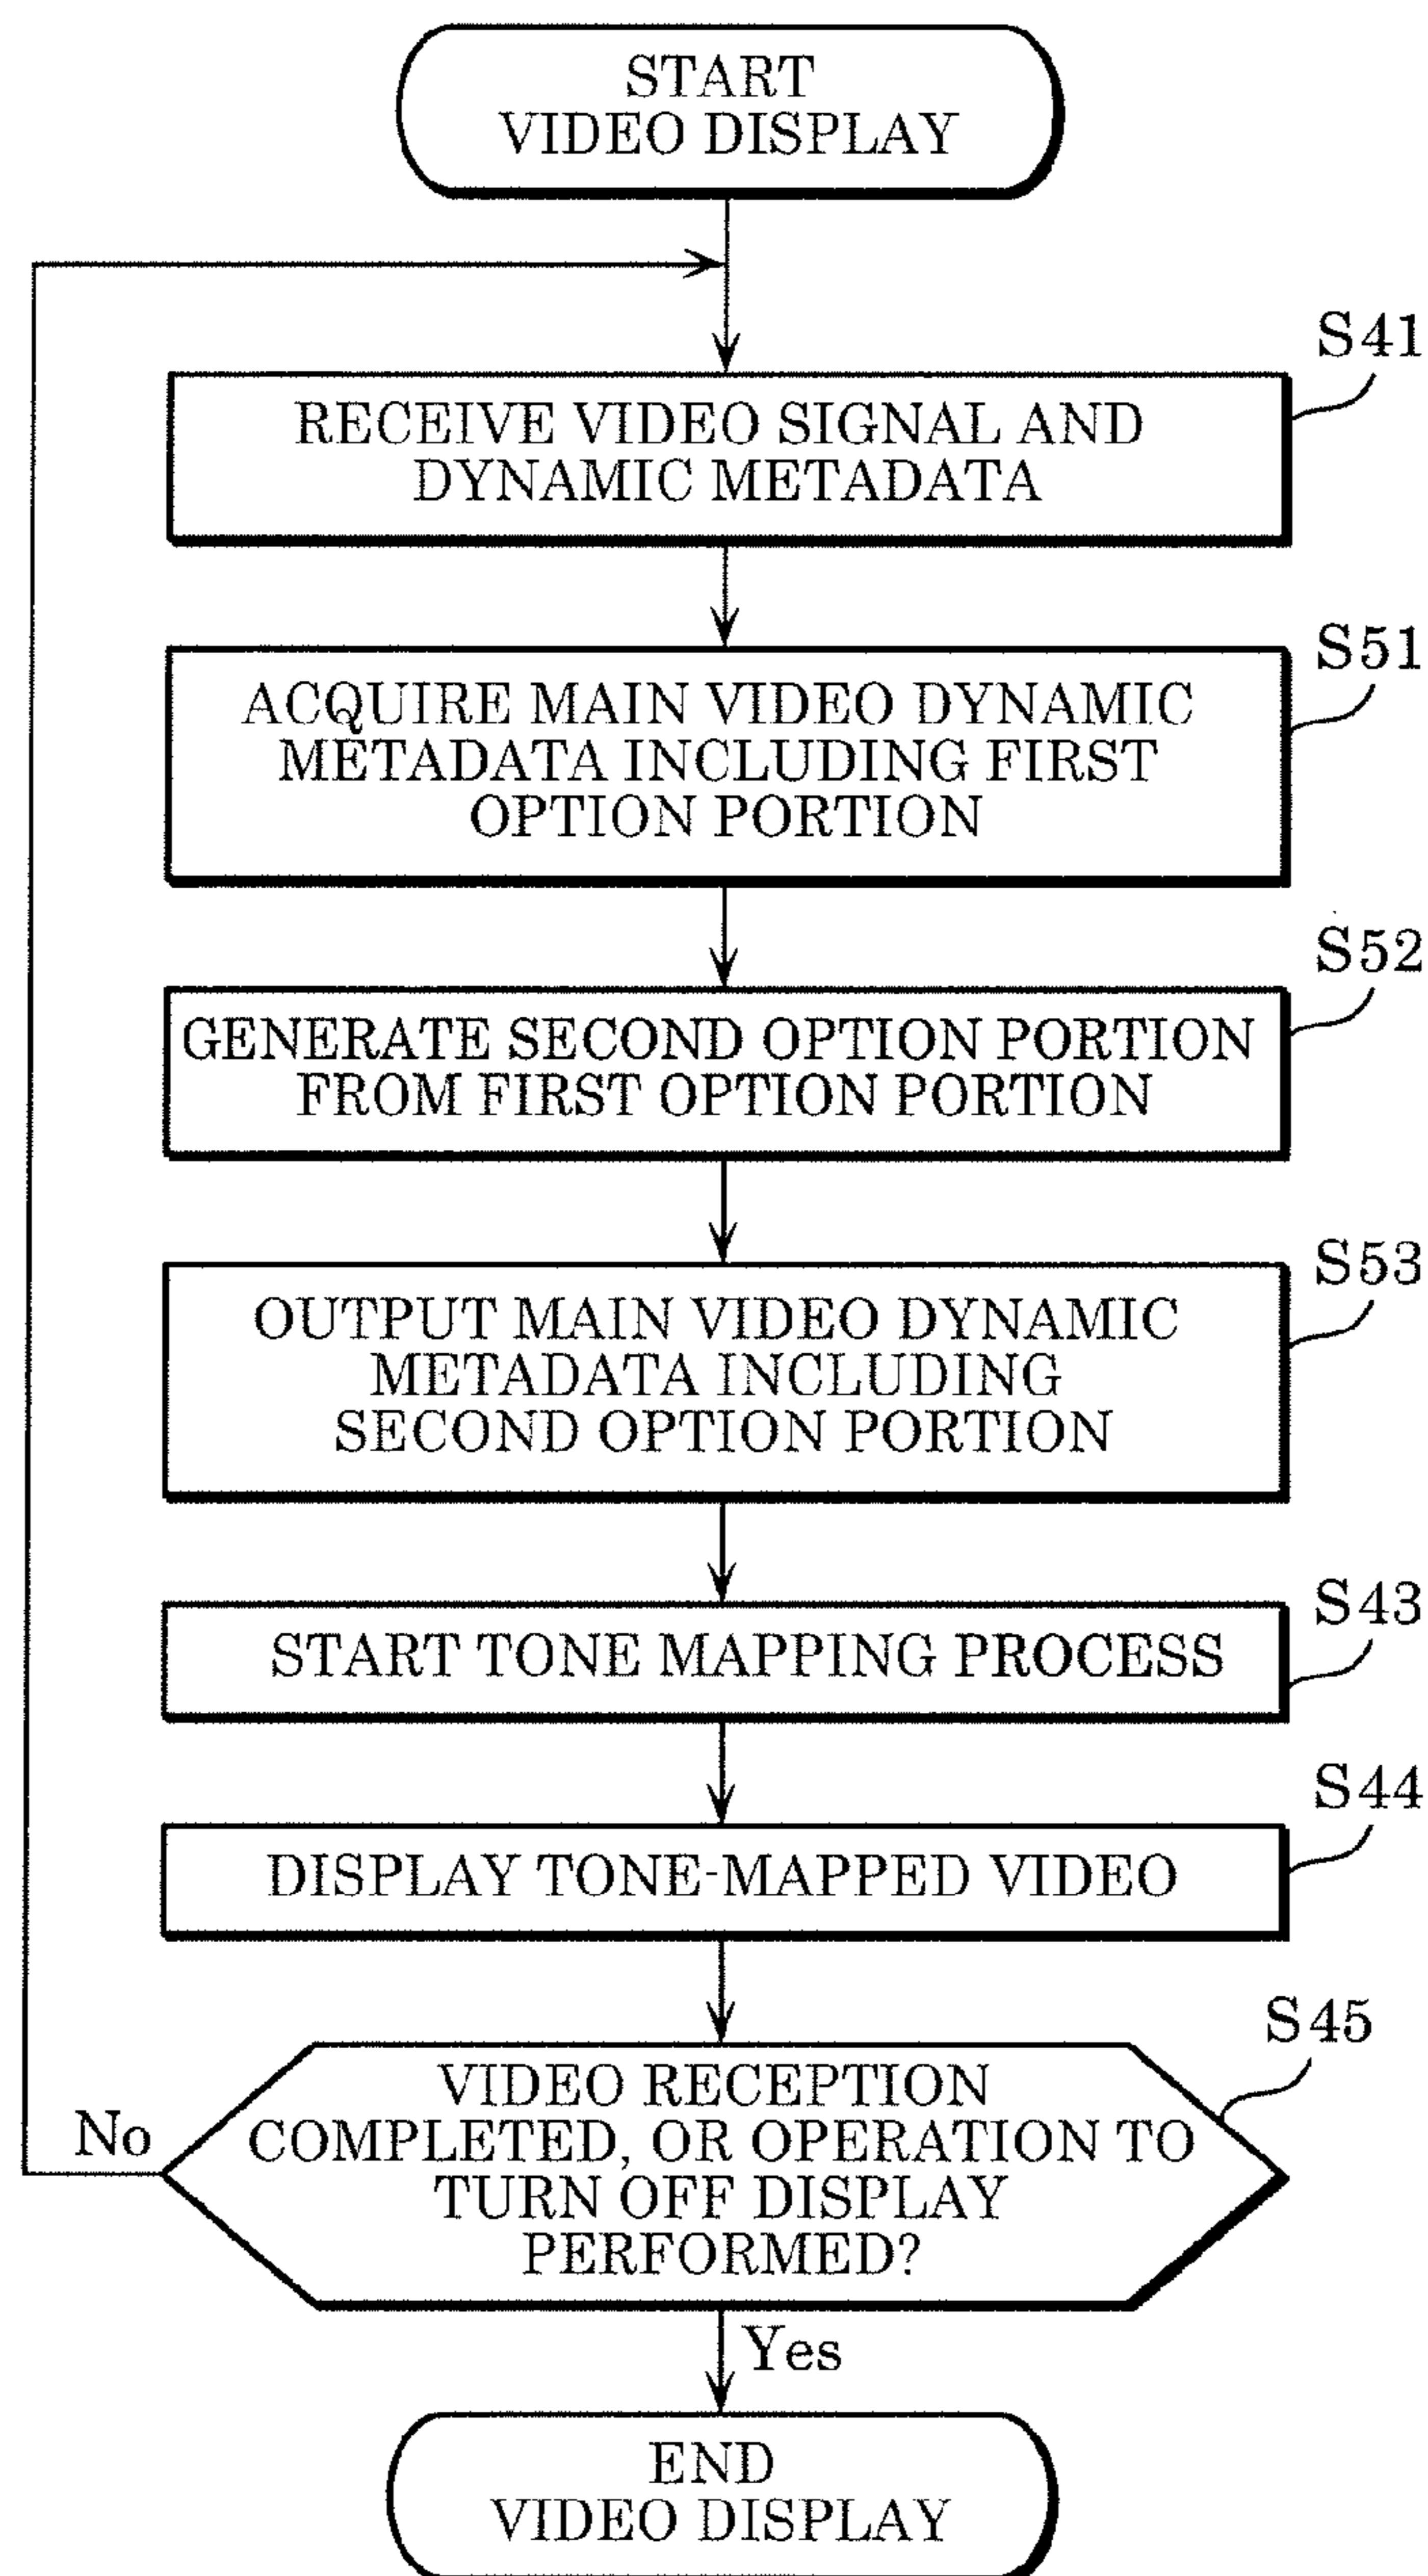 START
VIDEO DISPLAY
S41
RECEIVE VIDEO SIGNAL AND
DYNAMIC METADATA
S51
ACQUIRE MAIN VIDEO DYNAMIC
METADATA INCLUDING FIRST
OPTION PORTION
S52
GENERATE SECOND OPTION PORTION
FROM FIRST OPTION PORTION
S53
OUTPUT MAIN VIDEO DYNAMIC
METADATA INCLUDING
SECOND OPTION PORTION
S43
START TONE MAPPING PROCESS
S44
DISPLAY TONE-MAPPED VIDEO
S45
VIDEO RECEPTION
COMPLETED, OR OPERATION TO
TURN OFF DISPLAY
PERFORMED?
No
Yes
END
VIDEO DISPLAY